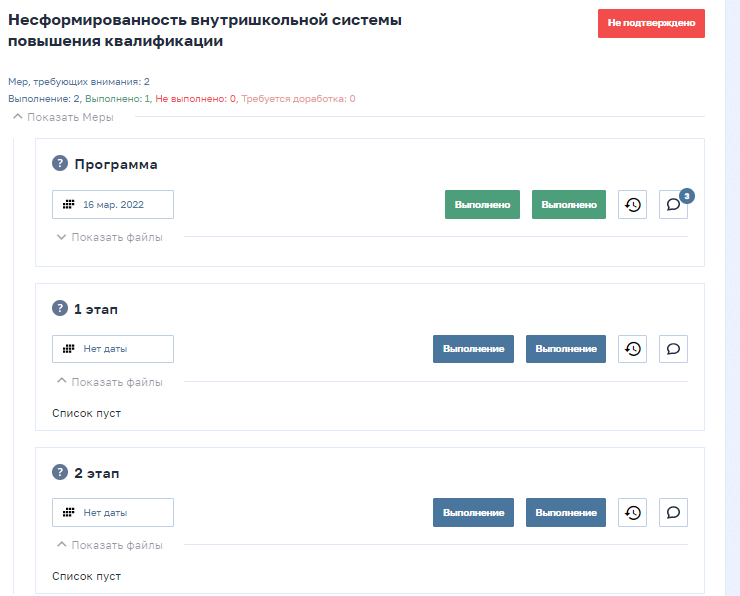 Несформированность внутришкольной системы
повышения квалификации
Не подтверждено
Мер, требующих внимания: 2
Выполнение: 2, Выполнено: 1, Не выполнено: 0, Требуется доработка: 0
Показать Меры
? Программа
16 мар. 2022
Выполнено
Выполнено
3
Показать файлы
? 1 этап
Нет даты
Выполнение
Выполнение
Показать файлы
Список пуст
? 2 этап
Нет даты
Выполнение
Выполнение
Показать файлы
Список пуст